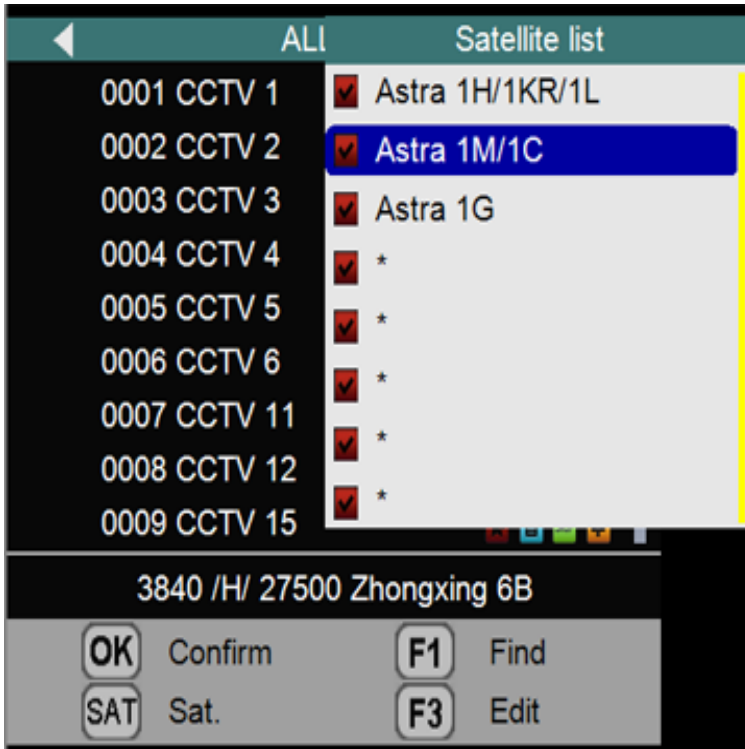 ALL
Satellite list
0001 CCTV 1
0002 CCTV 2
0003 CCTV 3
0004 CCTV 4
0005 CCTV 5
0006 CCTV 6
0007 CCTV 11
0008 CCTV 12
0009 CCTV 15
Astra 1H/1KR/1L
Astra 1M/1C
Astra 1G
*
*
*
*
*
3840 /H/ 27500 Zhongxing 6B
OK Confirm
F1 Find
SAT Sat.
F3 Edit